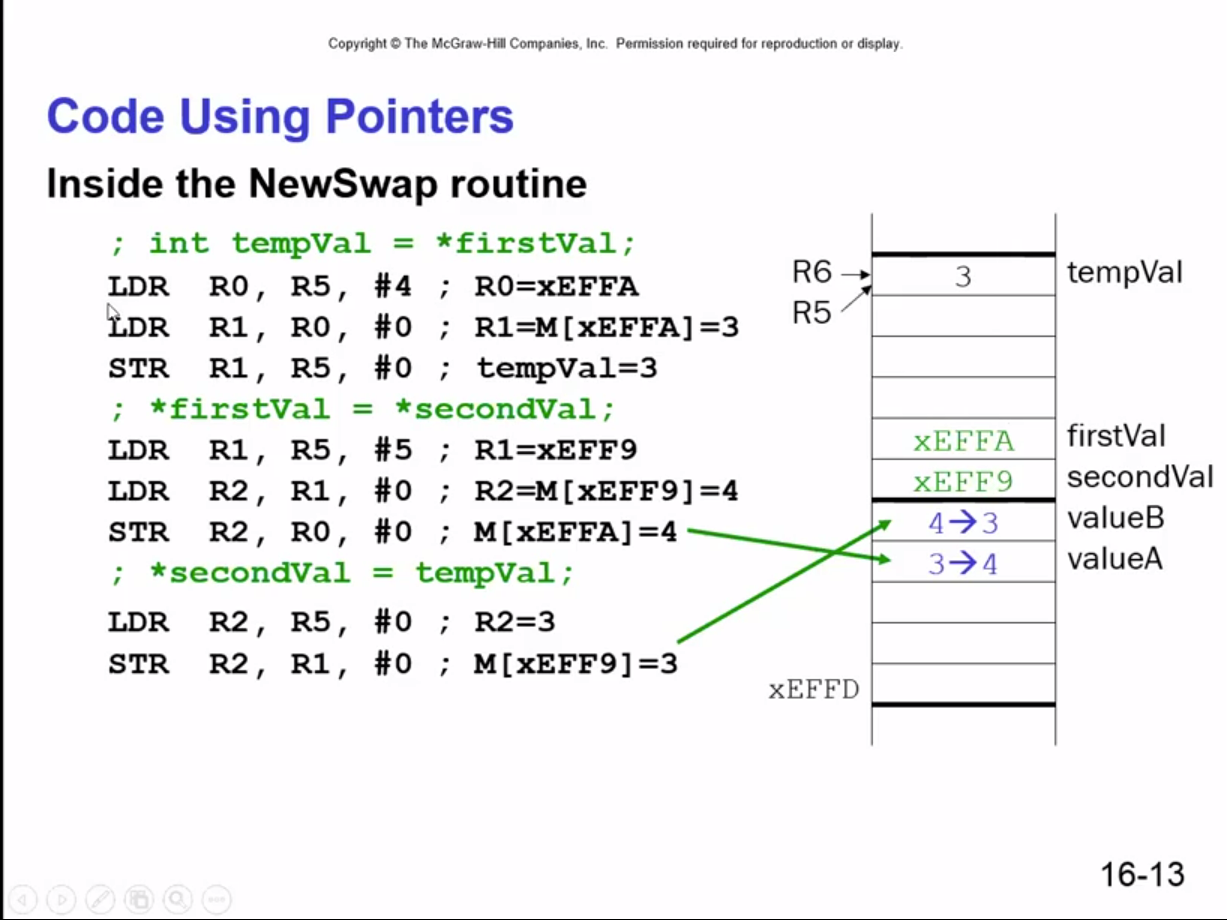 Copyright © The McGraw-Hill Companies, Inc. Permission required for reproduction or display.
Code Using Pointers
Inside the NewSwap routine
; int tempVal = *firstVal;
LDR R0, R5, #4 ; R0=xEFFA
LDR R1, R0, #0 ; R1=M[xEFFA]=3
STR R1, R5, #0 ; tempVal=3
; *firstVal = *secondVal;
LDR R1, R5, #5 ; R1=xEFF9
LDR R2, R1, #0 ; R2=M[xEFF9]=4
STR R2, R0, #0 ; M[xEFFA]=4
; *secondVal = tempVal;
LDR R2, R5, #0 ; R2=3
STR R2, R1, #0 ; M[xEFF9]=3
R6 → 3 tempVal
R5
xEFFA firstVal
xEFF9 secondVal
4→3 valueB
3→4 valueA
xEFFD
16-13